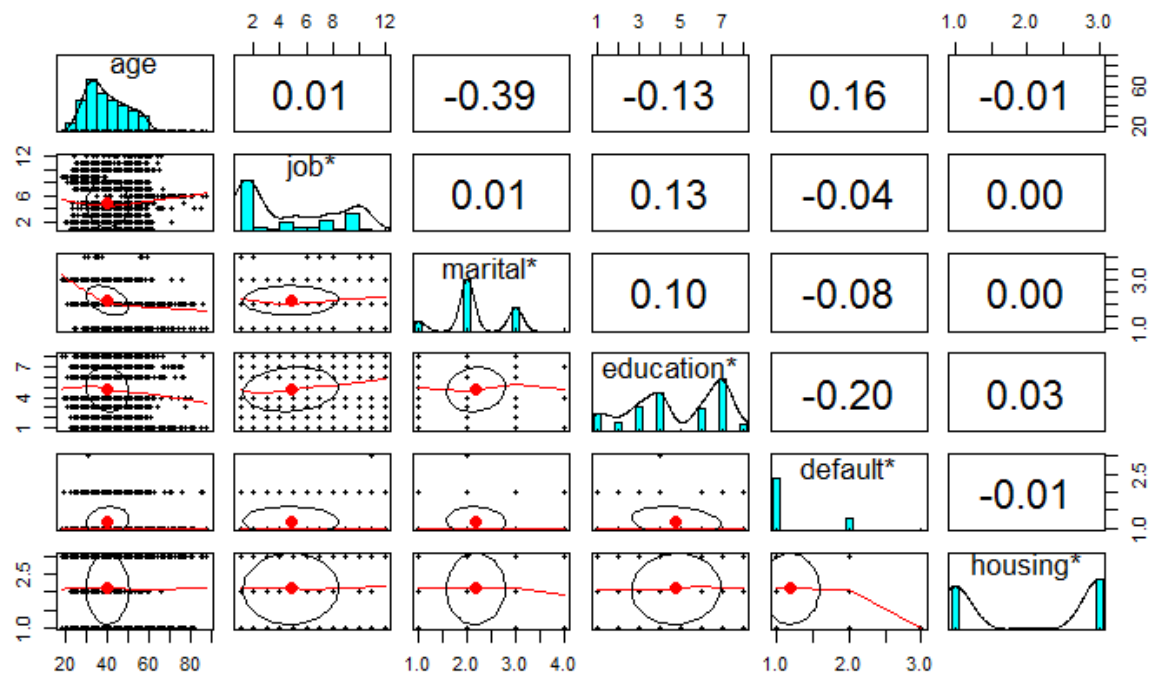 2 4 6 8 12 1 3 5 7 1.0 2.0 3.0
age 0.01 -0.39 -0.13 0.16 -0.01 20 60
2 6 12 job* 0.01 0.13 -0.04 0.00
marital* 0.10 -0.08 0.00 1.0 3.0
1 4 7 education* -0.20 0.03
default* -0.01 1.0 2.5
1.0 2.5 housing*
20 40 60 80 1.0 2.0 3.0 4.0 1.0 2.0 3.0